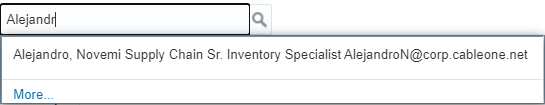 Alejandr
Alejandro, Novemi Supply Chain Sr. Inventory Specialist AlejandroN@corp.cableone.net
More...